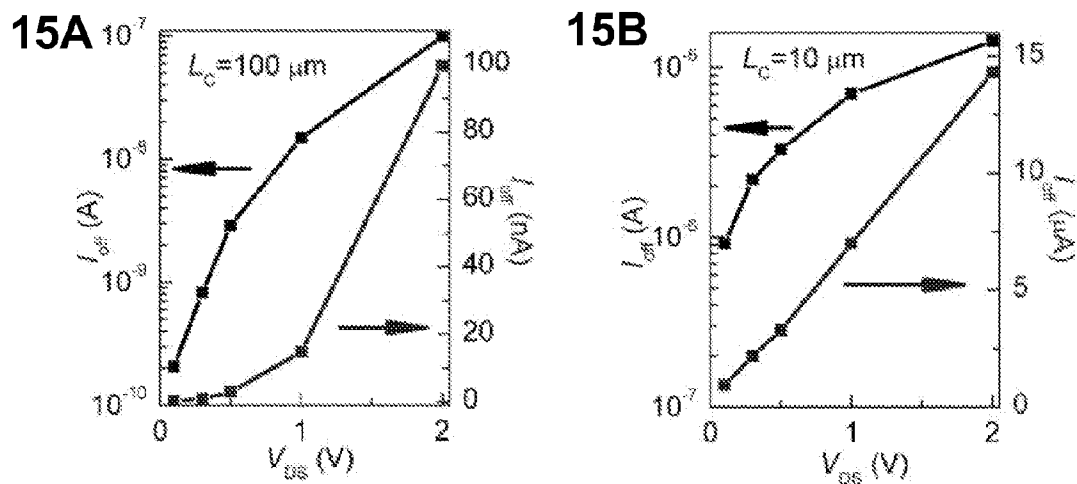 15A
L_C=100 μm
10⁻⁷
10⁻⁸
10⁻⁹
10⁻¹⁰
I_off (A)
100
80
60
40
20
0
I_off (nA)
0 1 2
V_DS (V)
15B
L_C=10 μm
10⁻⁵
10⁻⁶
10⁻⁷
I_off (A)
15
10
5
0
I_off (μA)
0 1 2
V_DS (V)